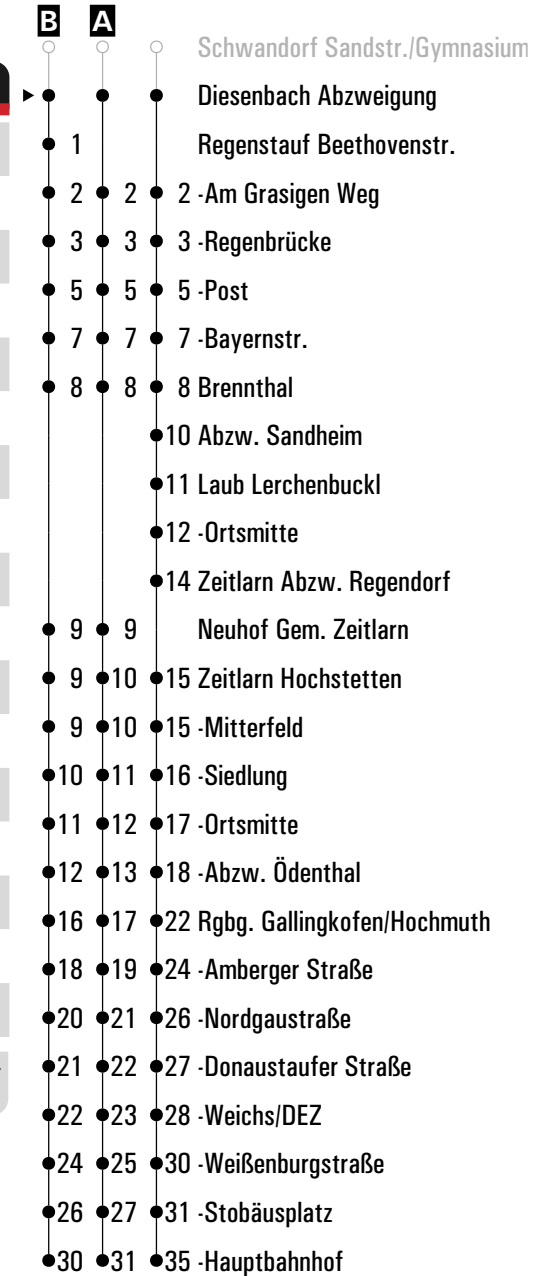 B A
Schwandorf Sandstr./Gymnasium
Diesenbach Abzweigung
1 Regenstauf Beethovenstr.
2 2 2 -Am Grasigen Weg
3 3 3 -Regenbrücke
5 5 5 -Post
7 7 7 -Bayernstr.
8 8 8 Brennthal
10 Abzw. Sandheim
11 Laub Lerchenbuckl
12 -Ortsmitte
14 Zeitlarn Abzw. Regendorf
9 9 Neuhof Gem. Zeitlarn
9 10 15 Zeitlarn Hochstetten
9 10 15 -Mitterfeld
10 11 16 -Siedlung
11 12 17 -Ortsmitte
12 13 18 -Abzw. Ödenthal
16 17 22 Rgbg. Gallingkofen/Hochmuth
18 19 24 -Amberger Straße
20 21 26 -Nordgaustraße
21 22 27 -Donaustaufer Straße
22 23 28 -Weichs/DEZ
24 25 30 -Weißenburgstraße
26 27 31 -Stobäusplatz
30 31 35 -Hauptbahnhof